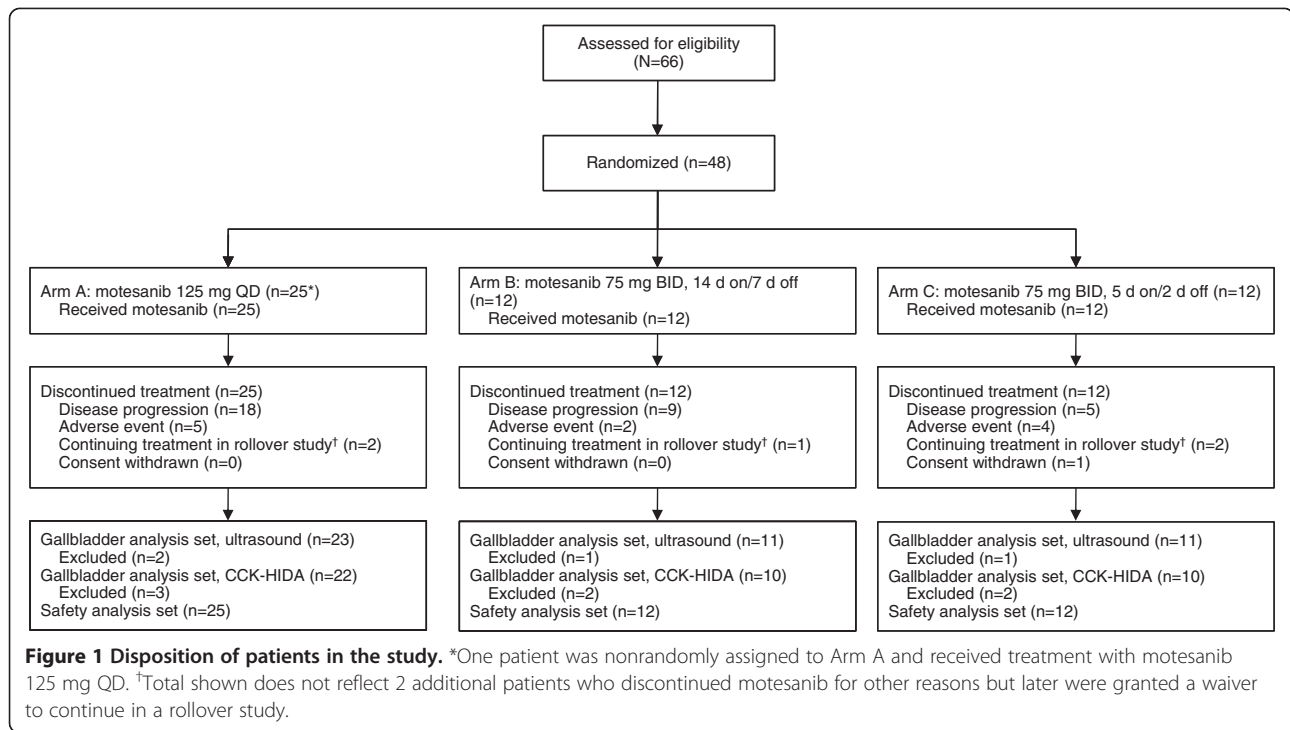 Assessed for eligibility
(N=66)
Randomized (n=48)
Arm A: motesanib 125 mg QD (n=25*)
Received motesanib (n=25)
Arm B: motesanib 75 mg BID, 14 d on/7 d off
(n=12)
Received motesanib (n=12)
Arm C: motesanib 75 mg BID, 5 d on/2 d off (n=12)
Received motesanib (n=12)
Discontinued treatment (n=25)
Disease progression (n=18)
Adverse event (n=5)
Continuing treatment in rollover study† (n=2)
Consent withdrawn (n=0)
Discontinued treatment (n=12)
Disease progression (n=9)
Adverse event (n=2)
Continuing treatment in rollover study† (n=1)
Consent withdrawn (n=0)
Discontinued treatment (n=12)
Disease progression (n=5)
Adverse event (n=4)
Continuing treatment in rollover study† (n=2)
Consent withdrawn (n=1)
Gallbladder analysis set, ultrasound (n=23)
Excluded (n=2)
Gallbladder analysis set, CCK-HIDA (n=22)
Excluded (n=3)
Safety analysis set (n=25)
Gallbladder analysis set, ultrasound (n=11)
Excluded (n=1)
Gallbladder analysis set, CCK-HIDA (n=10)
Excluded (n=2)
Safety analysis set (n=12)
Gallbladder analysis set, ultrasound (n=11)
Excluded (n=1)
Gallbladder analysis set, CCK-HIDA (n=10)
Excluded (n=2)
Safety analysis set (n=12)
Figure 1 Disposition of patients in the study. *One patient was nonrandomly assigned to Arm A and received treatment with motesanib
125 mg QD. †Total shown does not reflect 2 additional patients who discontinued motesanib for other reasons but later were granted a waiver
to continue in a rollover study.